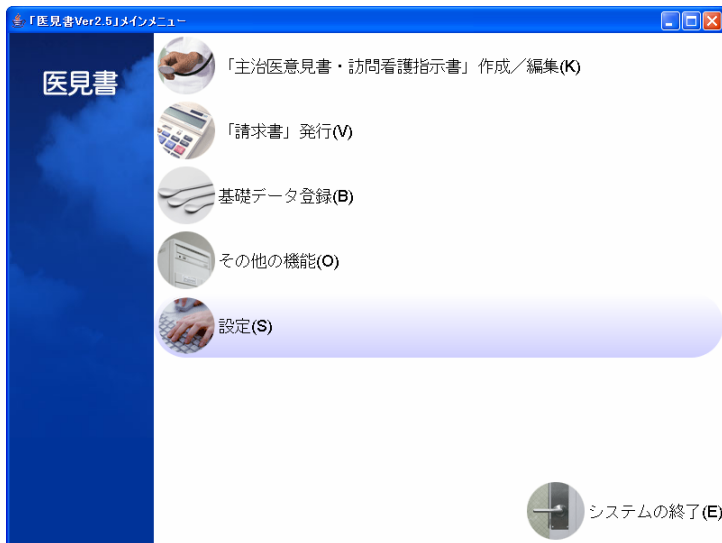 「医見書Ver2.5」メインメニュー
医見書
「主治医意見書・訪問看護指示書」作成／編集(K)
「請求書」発行(V)
基礎データ登録(B)
その他の機能(O)
設定(S)
システムの終了(E)